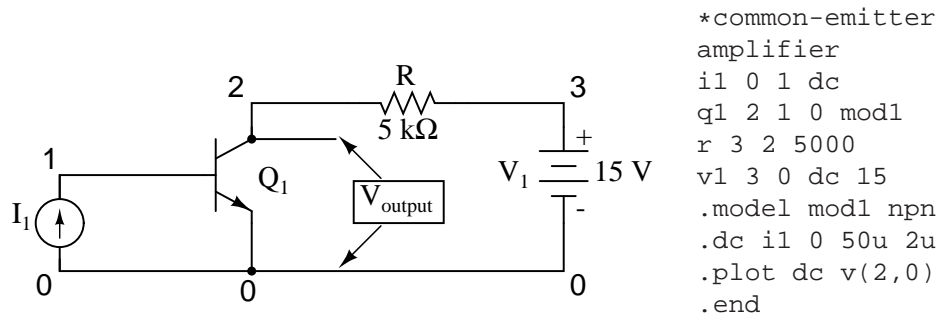 2
R
3
5 kΩ
1
Q1
V1
+
15 V
-
I1
Voutput
0
0
0
*common-emitter
amplifier
i1 0 1 dc
q1 2 1 0 mod1
r 3 2 5000
v1 3 0 dc 15
.model mod1 npn
.dc i1 0 50u 2u
.plot dc v(2,0)
.end